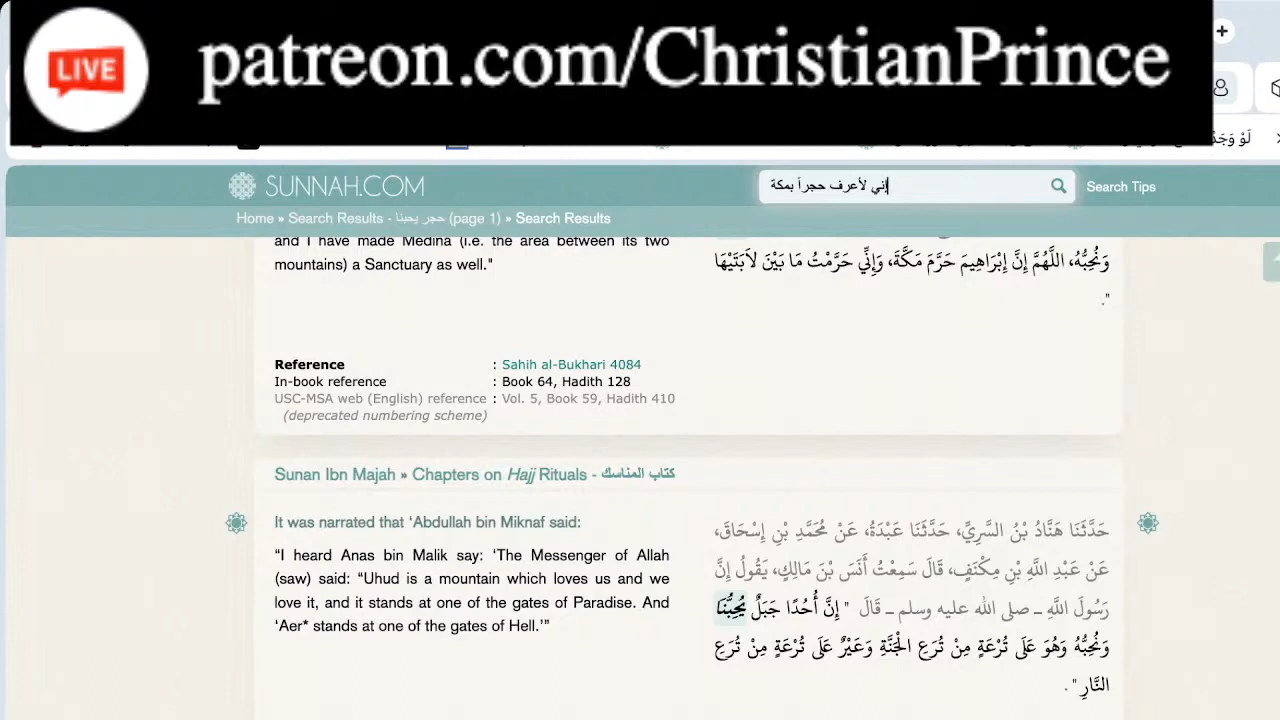 LIVE
patreon.com/ChristianPrince
لَوْ وَجَدْ
SUNNAH.COM
إني لأعرف حجراً بمكة
Search Tips
Home » Search Results - حجر يحبنا (page 1) » Search Results
and I have made Medina (i.e. the area between its two
mountains) a Sanctuary as well."
وَنُحِبُّهُ، اللَّهُمَّ إِنَّ إِبْرَاهِيمَ حَرَّمَ مَكَّةَ، وَإِنِّي حَرَّمْتُ مَا بَيْنَ لاَبَتَيْهَا
".
Reference : Sahih al-Bukhari 4084
In-book reference : Book 64, Hadith 128
USC-MSA web (English) reference : Vol. 5, Book 59, Hadith 410
(deprecated numbering scheme)
Sunan Ibn Majah » Chapters on Hajj Rituals - كتاب المناسك
It was narrated that ‘Abdullah bin Miknaf said:
“I heard Anas bin Malik say: ‘The Messenger of Allah
(saw) said: “Uhud is a mountain which loves us and we
love it, and it stands at one of the gates of Paradise. And
‘Aer* stands at one of the gates of Hell.’”
حَدَّثَنَا هَنَّادُ بْنُ السَّرِيِّ، حَدَّثَنَا عَبْدَةُ، عَنْ مُحَمَّدِ بْنِ إِسْحَاقَ،
عَنْ عَبْدِ اللَّهِ بْنِ مِكْنَفٍ، قَالَ سَمِعْتُ أَنَسَ بْنَ مَالِكٍ، يَقُولُ إِنَّ
رَسُولَ اللَّهِ ـ صلى الله عليه وسلم ـ قَالَ ‏"‏ إِنَّ أُحُدًا جَبَلٌ يُحِبُّنَا
وَنُحِبُّهُ وَهُوَ عَلَى تُرْعَةٍ مِنْ تُرَعِ الْجَنَّةِ وَعَيْرٌ عَلَى تُرْعَةٍ مِنْ تُرَعِ
النَّارِ ‏"‏ ‏.‏